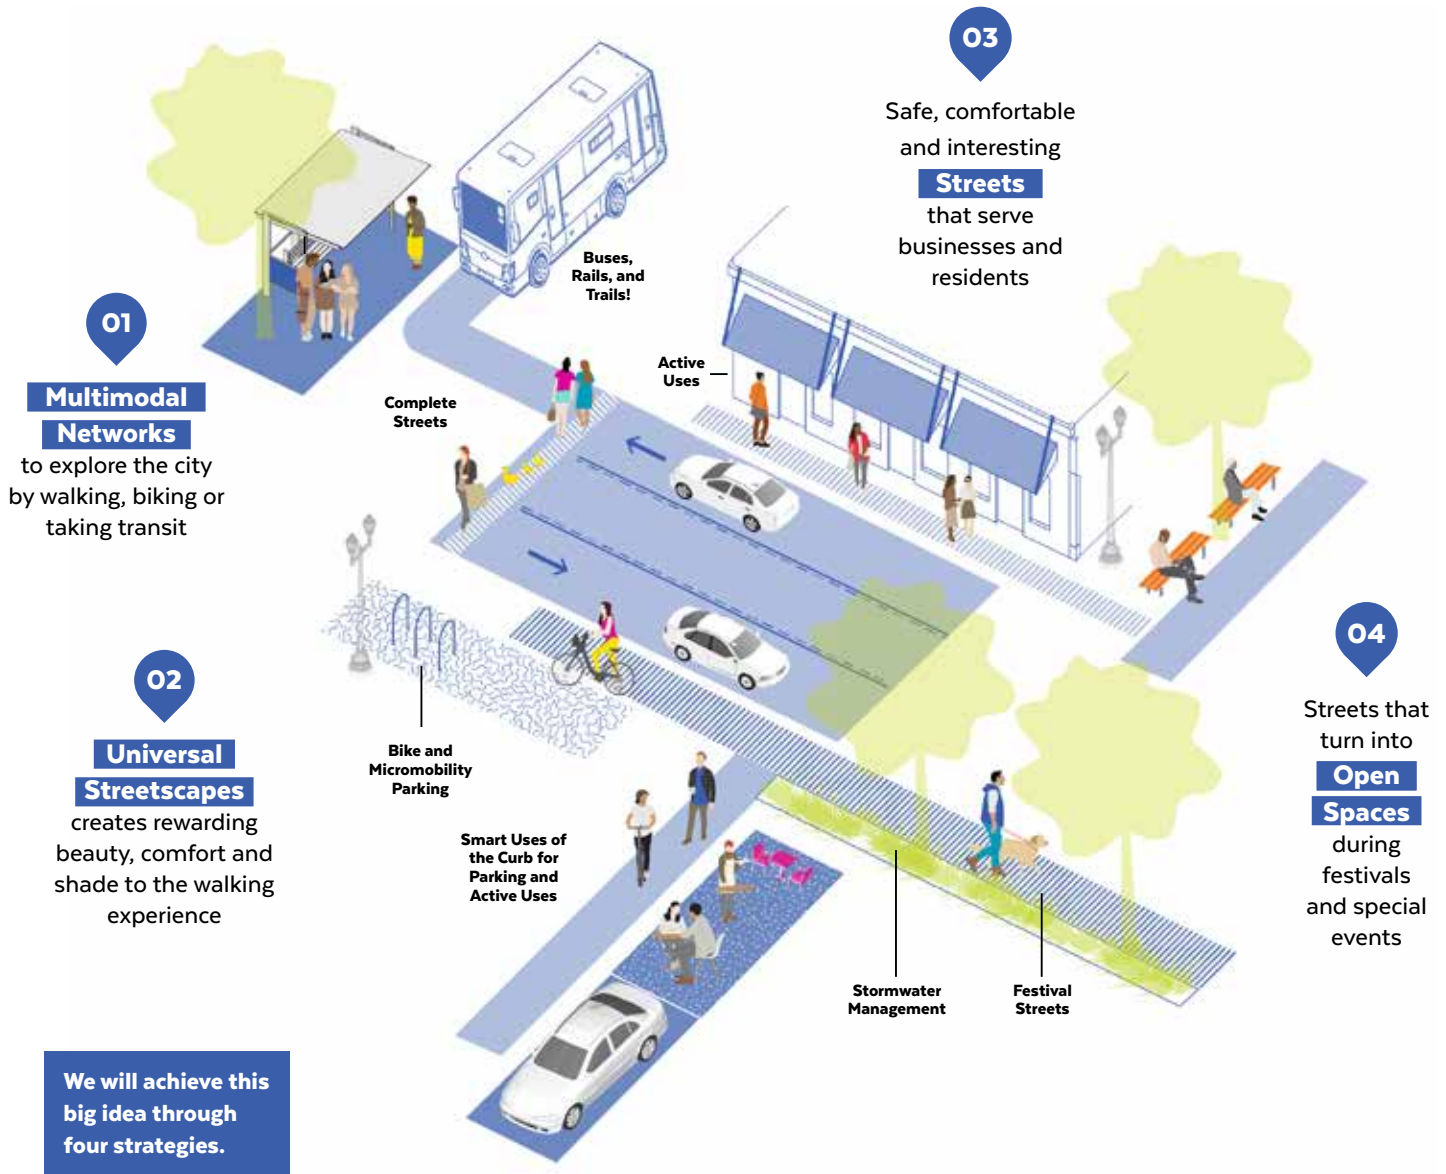 01
Multimodal
Networks
to explore the city
by walking, biking or
taking transit
02
Universal
Streetscapes
creates rewarding
beauty, comfort and
shade to the walking
experience
03
Safe, comfortable
and interesting
Streets
that serve
businesses and
residents
04
Streets that
turn into
Open
Spaces
during
festivals
and special
events
Buses,
Rails, and
Trails!
Active
Uses
Complete
Streets
Bike and
Micromobility
Parking
Smart Uses of
the Curb for
Parking and
Active Uses
Stormwater
Management
Festival
Streets
We will achieve this
big idea through
four strategies.